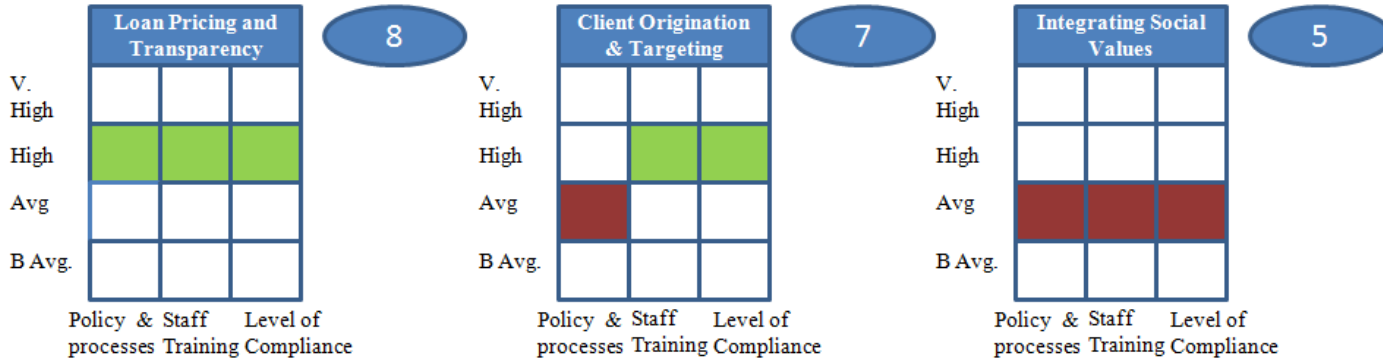 Loan Pricing and
Transparency
8
V.
High
High
Avg
B Avg.
Policy & Staff Level of
processes Training Compliance
Client Origination
& Targeting
7
V.
High
High
Avg
B Avg.
Policy & Staff Level of
processes Training Compliance
Integrating Social
Values
5
V.
High
High
Avg
B Avg.
Policy & Staff Level of
processes Training Compliance